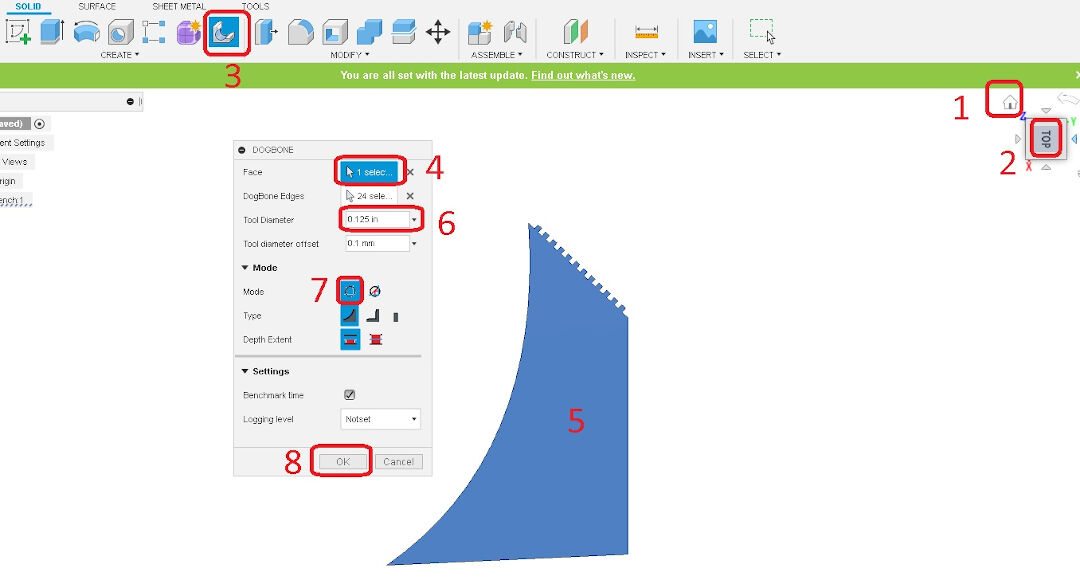 SOLID SURFACE SHEET METAL TOOLS
CREATE MODIFY ASSEMBLE CONSTRUCT INSPECT INSERT SELECT
3
You are all set with the latest update. Find out what's new.
1
Z
Y
TOP
2
X
aved)
ent Settings
Views
rigin
ench:1...
DOGBONE
Face 1 selec... 4
DogBone Edges 24 sele...
Tool Diameter 0.125 in 6
Tool diameter offset 0.1 mm
Mode
Mode 7
Type
Depth Extent
Settings
Benchmark time
Logging level Notset
8 OK Cancel
5